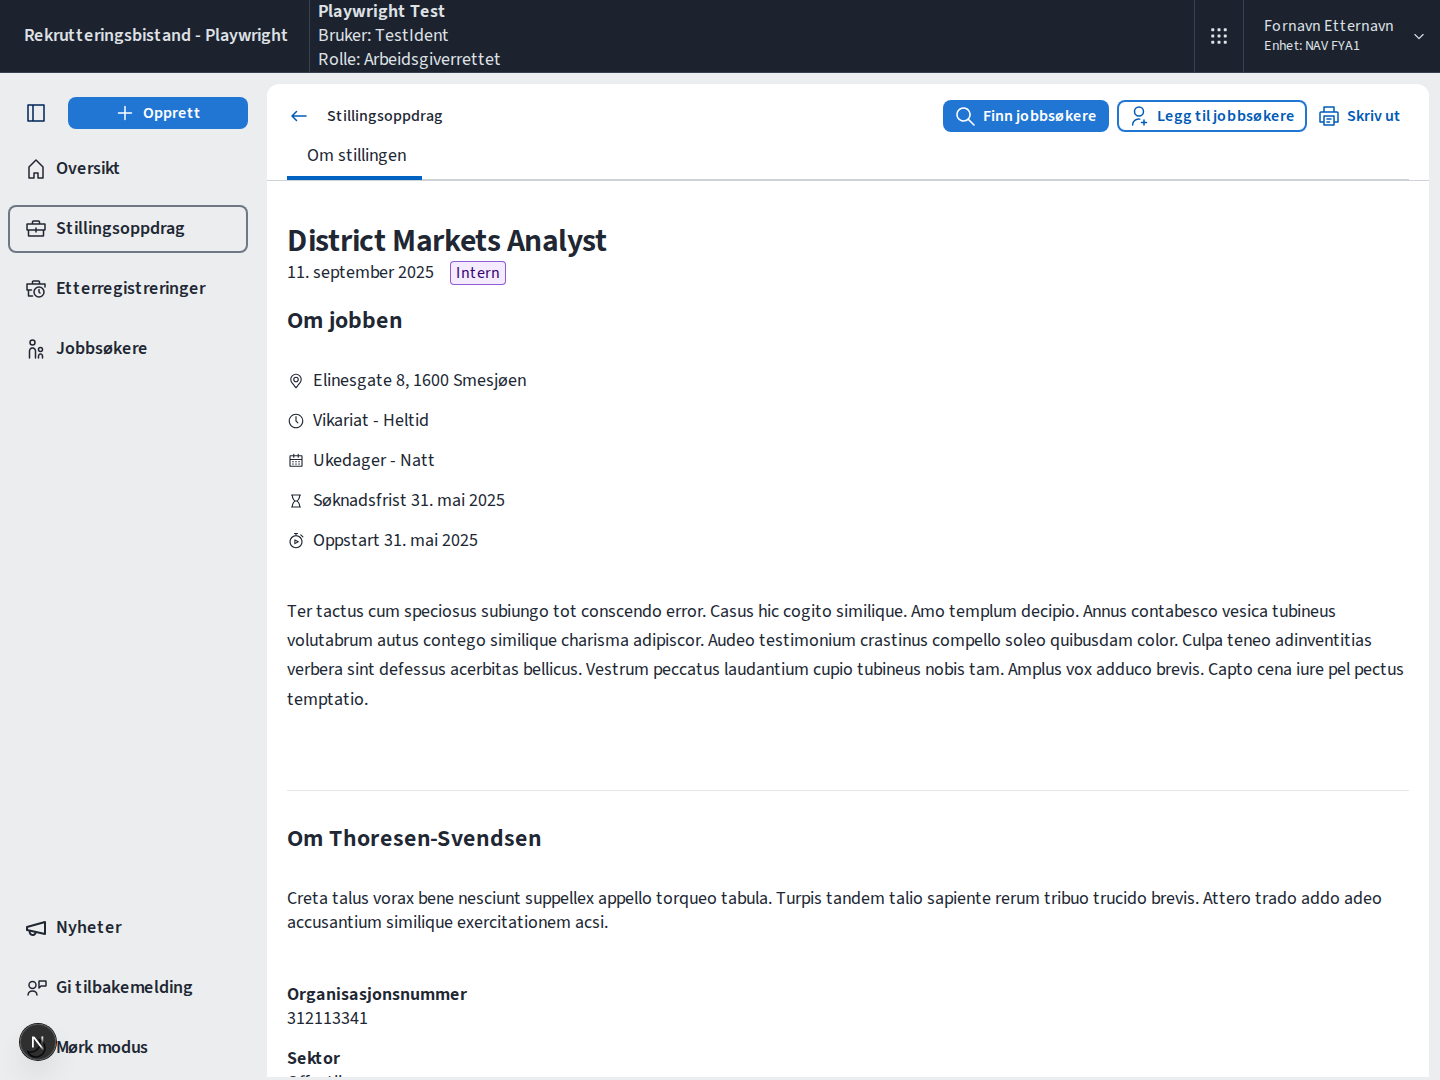 Rekrutteringsbistand - Playwright
Playwright Test
Bruker: TestIdent
Rolle: Arbeidsgiverrettet
Fornavn Etternavn
Enhet: NAV FYA1
Opprett
Oversikt
Stillingsoppdrag
Etterregistreringer
Jobbsøkere
Nyheter
Gi tilbakemelding
N
Mørk modus
Stillingsoppdrag
Finn jobbsøkere
Legg til jobbsøkere
Skriv ut
Om stillingen
District Markets Analyst
11. september 2025
Intern
Om jobben
Elinesgate 8, 1600 Smesjøen
Vikariat - Heltid
Ukedager - Natt
Søknadsfrist 31. mai 2025
Oppstart 31. mai 2025
Ter tactus cum speciosus subiungo tot conscendo error. Casus hic cogito similique. Amo templum decipio. Annus contabesco vesica tubineus
volutabrum autus contego similique charisma adipiscor. Audeo testimonium crastinus compello soleo quibusdam color. Culpa teneo adinventitias
verbera sint defessus acerbitas bellicus. Vestrum peccatus laudantium cupio tubineus nobis tam. Amplus vox adduco brevis. Capto cena iure pel pectus
temptatio.
Om Thoresen-Svendsen
Creta talus vorax bene nesciunt suppellex appello torqueo tabula. Turpis tandem talio sapiente rerum tribuo trucido brevis. Attero trado addo adeo
accusantium similique exercitationem acsi.
Organisasjonsnummer
312113341
Sektor